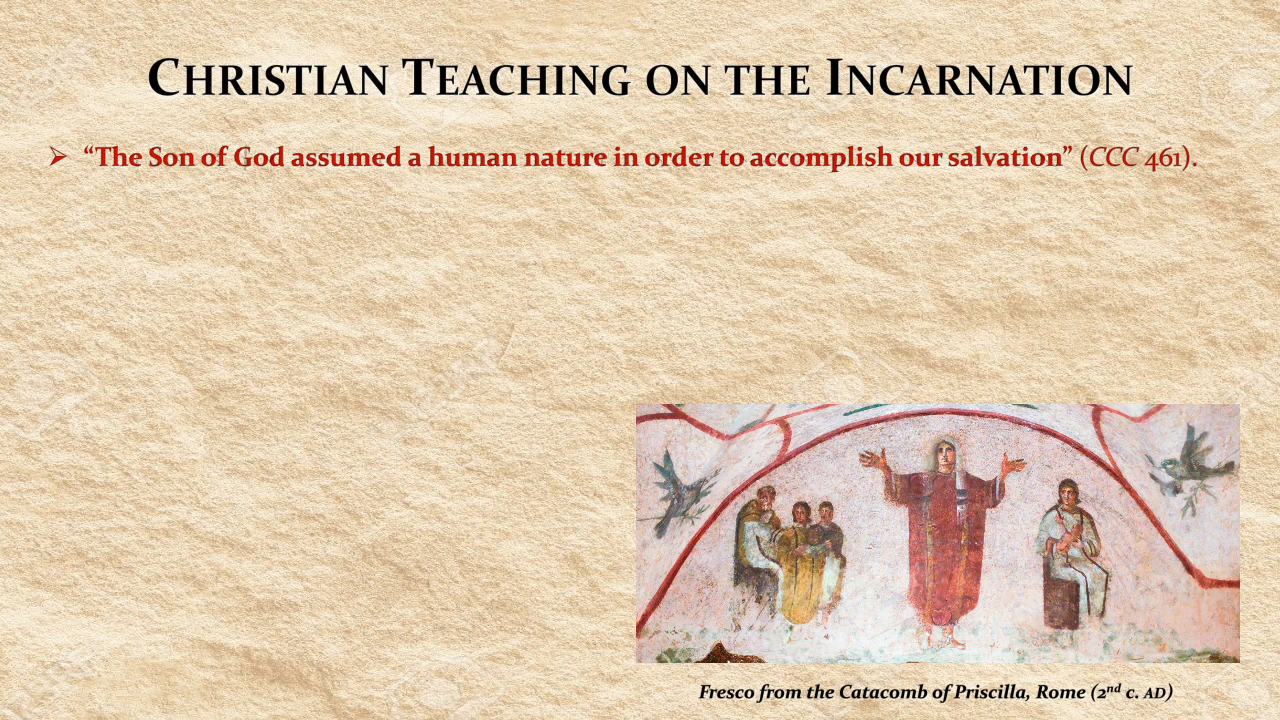 CHRISTIAN TEACHING ON THE INCARNATION
➢ “The Son of God assumed a human nature in order to accomplish our salvation” (CCC 461).
Fresco from the Catacomb of Priscilla, Rome (2nd c. AD)